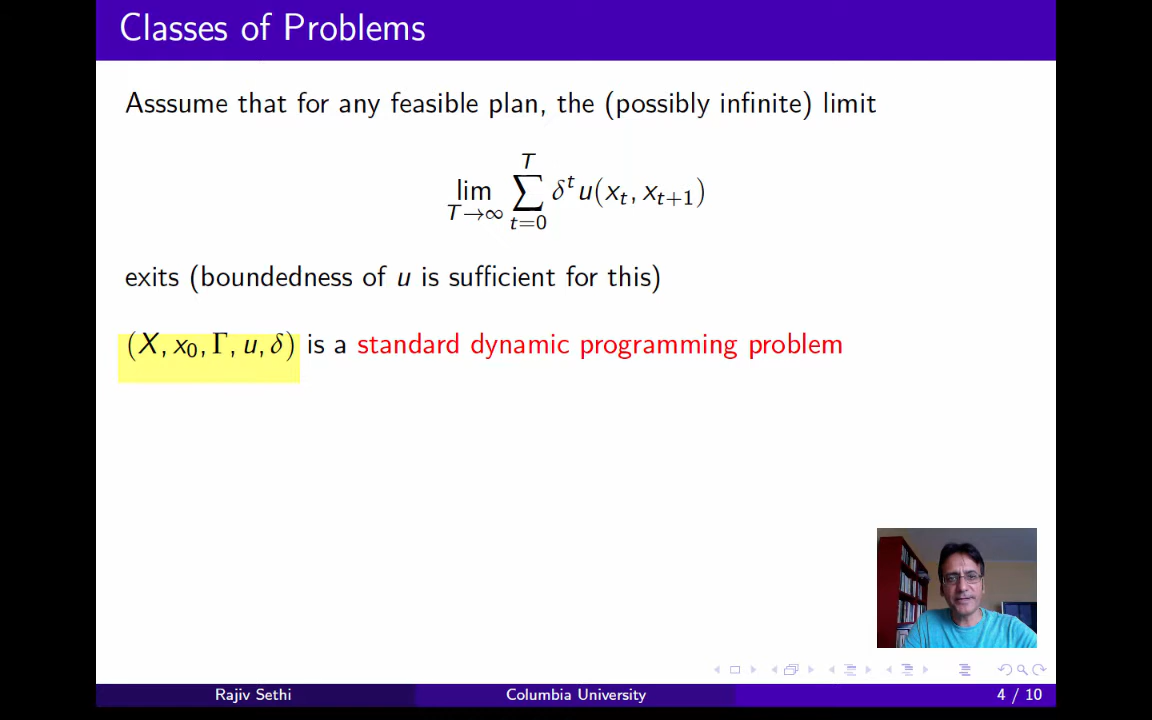 Classes of Problems
Asssume that for any feasible plan, the (possibly infinite) limit
lim T→∞ ∑ t=0 T δ^t u(x_t, x_{t+1})
exits (boundedness of u is sufficient for this)
(X, x_0, Γ, u, δ) is a standard dynamic programming problem
Rajiv Sethi Columbia University 4 / 10